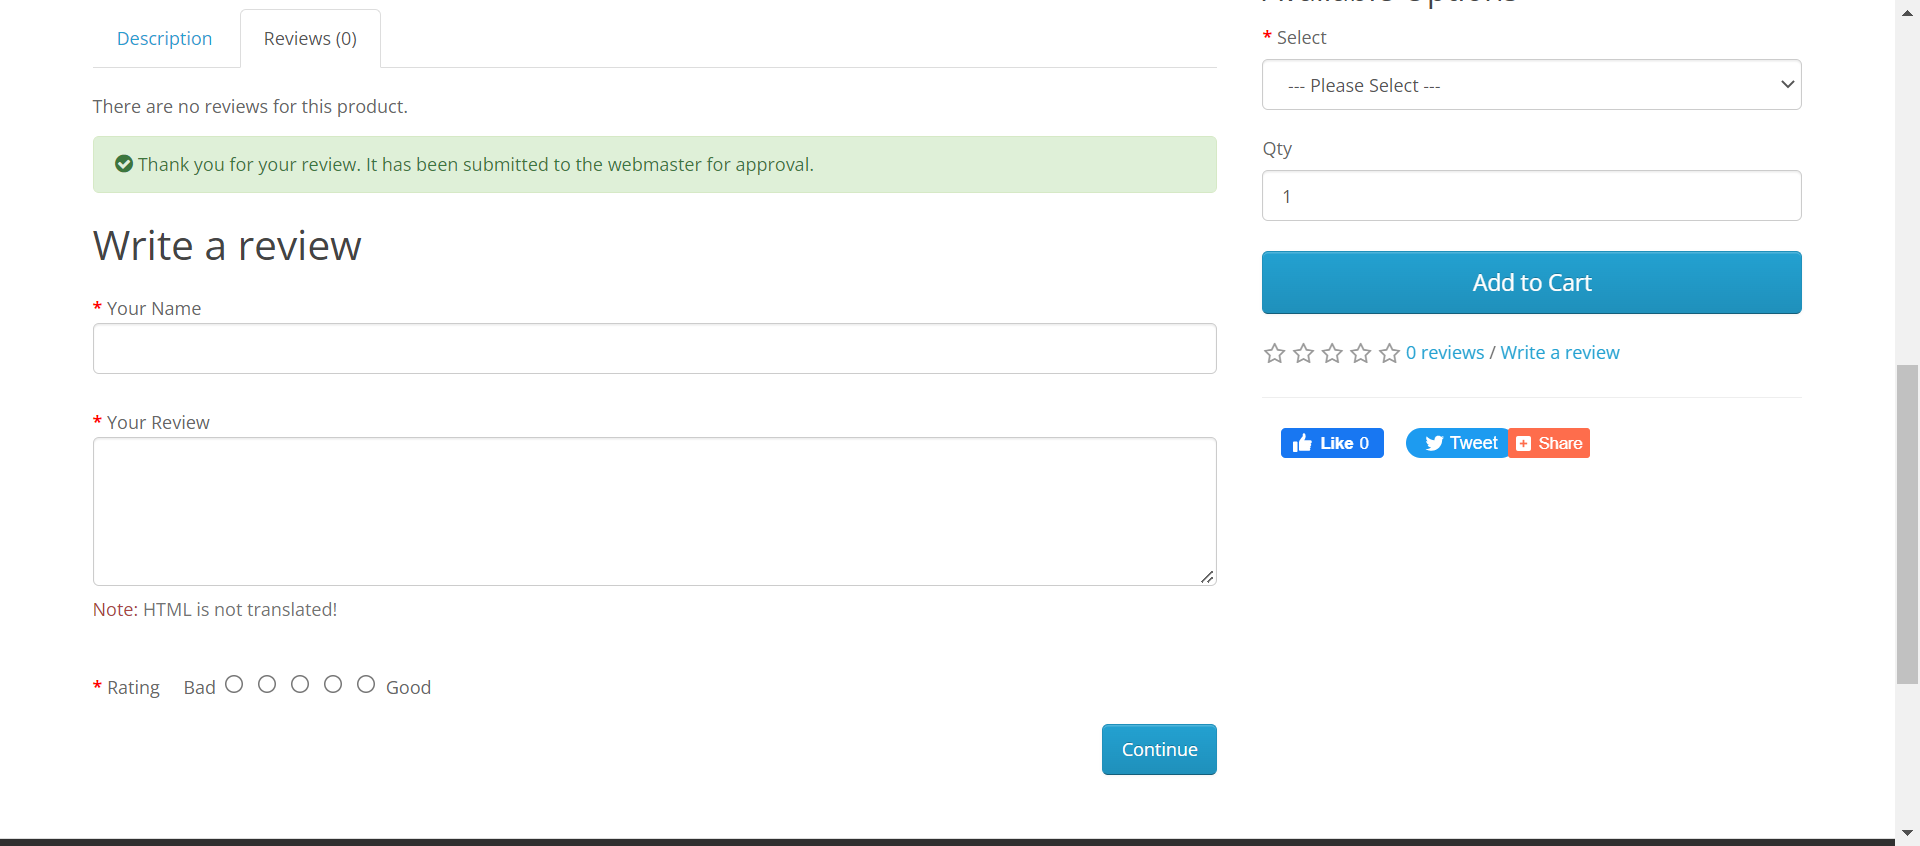 Description
Reviews (0)
There are no reviews for this product.
Thank you for your review. It has been submitted to the webmaster for approval.
Write a review
* Your Name
* Your Review
Note: HTML is not translated!
* Rating Bad Good
Continue
Available Options
* Select
--- Please Select ---
Qty
1
Add to Cart
0 reviews / Write a review
Like 0
Tweet
Share